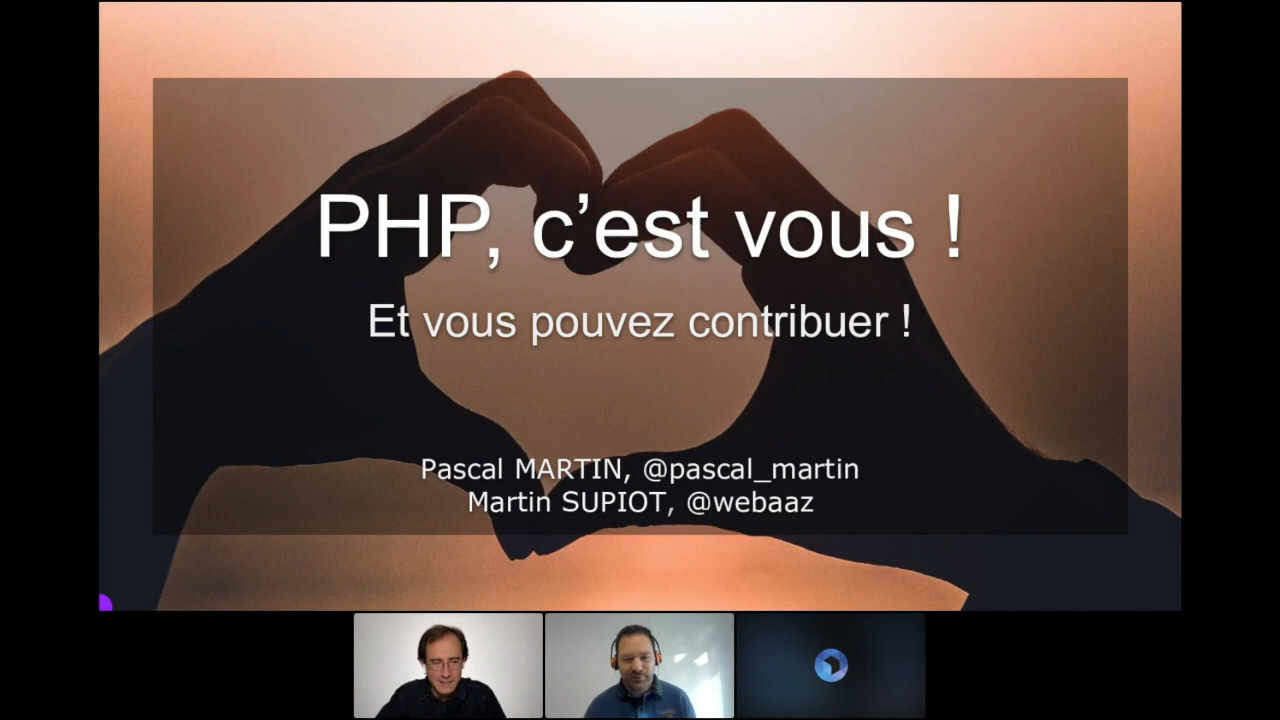 PHP, c’est vous !
Et vous pouvez contribuer !
Pascal MARTIN, @pascal_martin
Martin SUPIOT, @webaaz